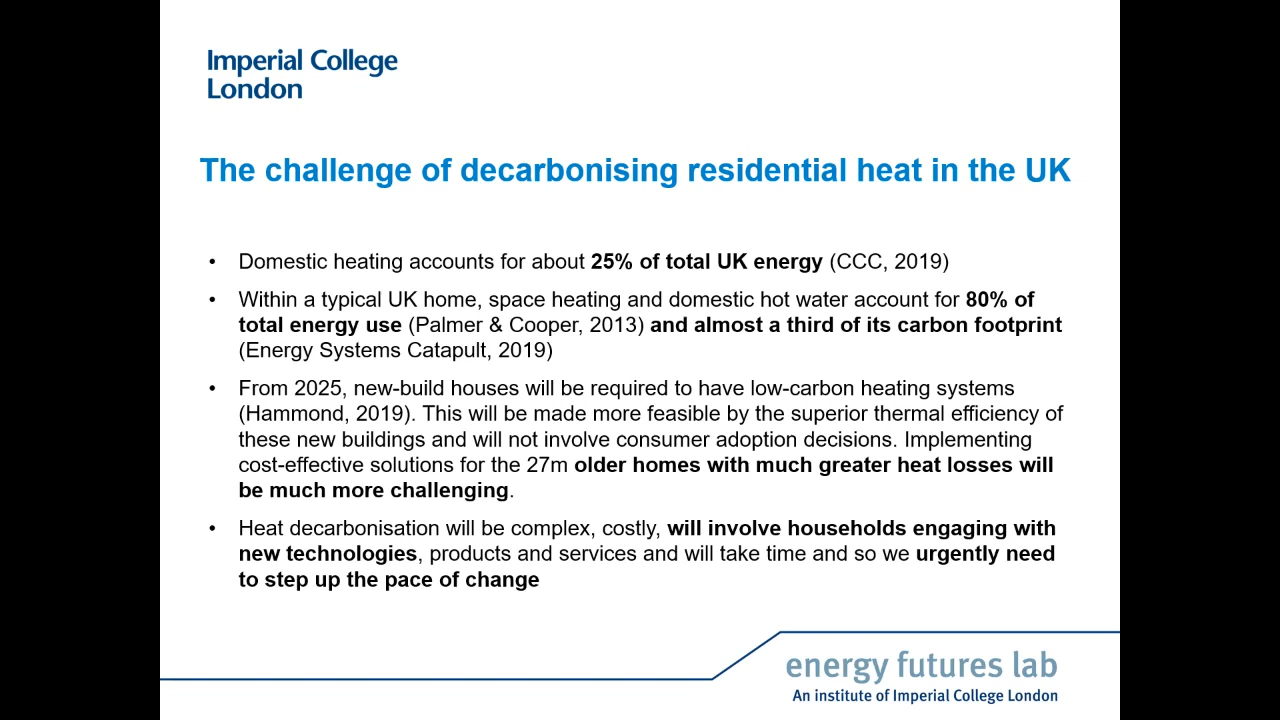 Imperial College
London
The challenge of decarbonising residential heat in the UK
• Domestic heating accounts for about 25% of total UK energy (CCC, 2019)
• Within a typical UK home, space heating and domestic hot water account for 80% of
total energy use (Palmer & Cooper, 2013) and almost a third of its carbon footprint
(Energy Systems Catapult, 2019)
• From 2025, new-build houses will be required to have low-carbon heating systems
(Hammond, 2019). This will be made more feasible by the superior thermal efficiency of
these new buildings and will not involve consumer adoption decisions. Implementing
cost-effective solutions for the 27m older homes with much greater heat losses will
be much more challenging.
• Heat decarbonisation will be complex, costly, will involve households engaging with
new technologies, products and services and will take time and so we urgently need
to step up the pace of change
energy futures lab
An institute of Imperial College London